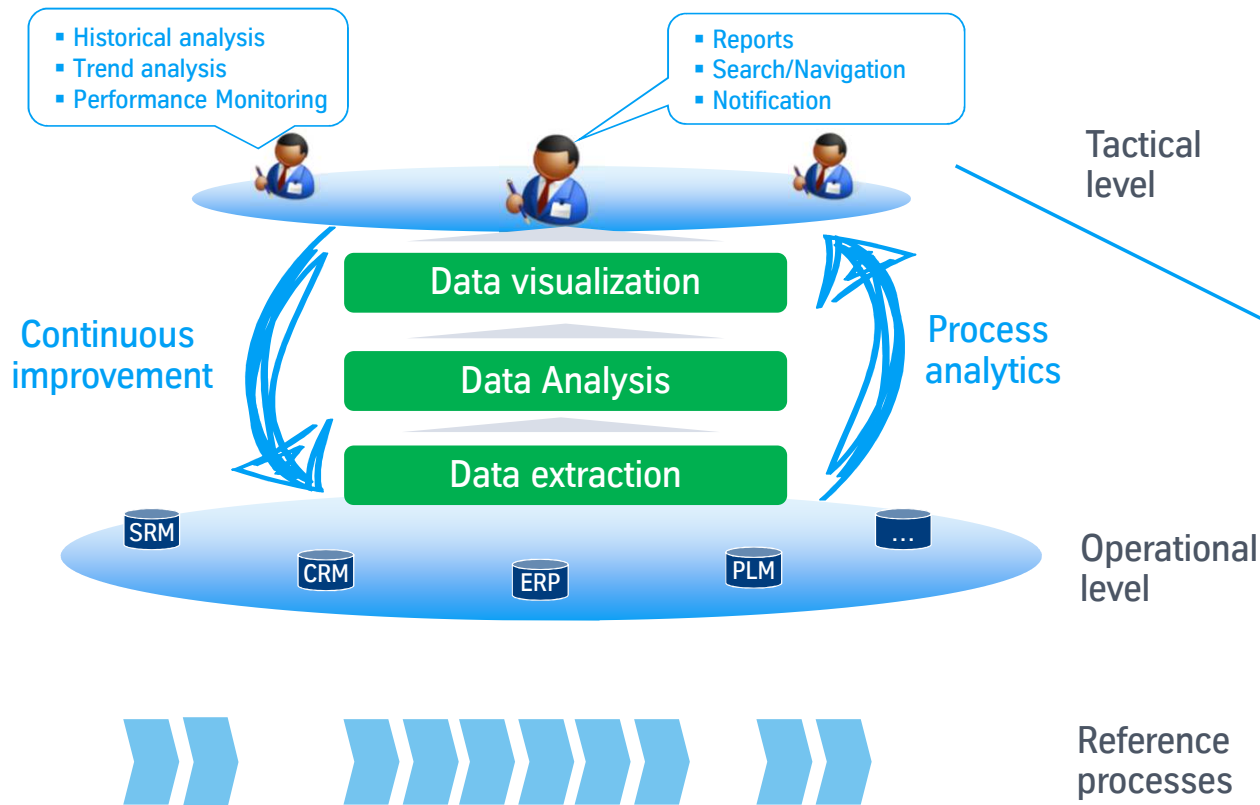 ▪ Historical analysis
▪ Trend analysis
▪ Performance Monitoring
▪ Reports
▪ Search/Navigation
▪ Notification
Tactical
level
Data visualization
Continuous
improvement
Process
analytics
Data Analysis
Data extraction
SRM
CRM
ERP
PLM
...
Operational
level
Reference
processes